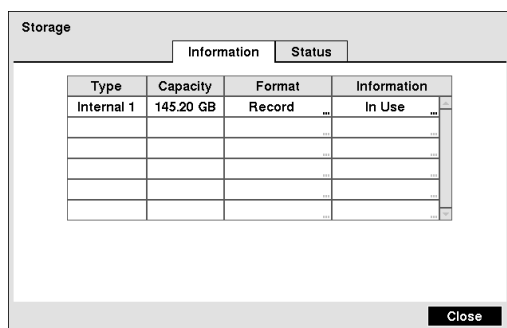 Storage
Information Status
Type Capacity Format Information
Internal 1 145.20 GB Record ... In Use ...
... ...
... ...
... ...
... ...
... ...
Close